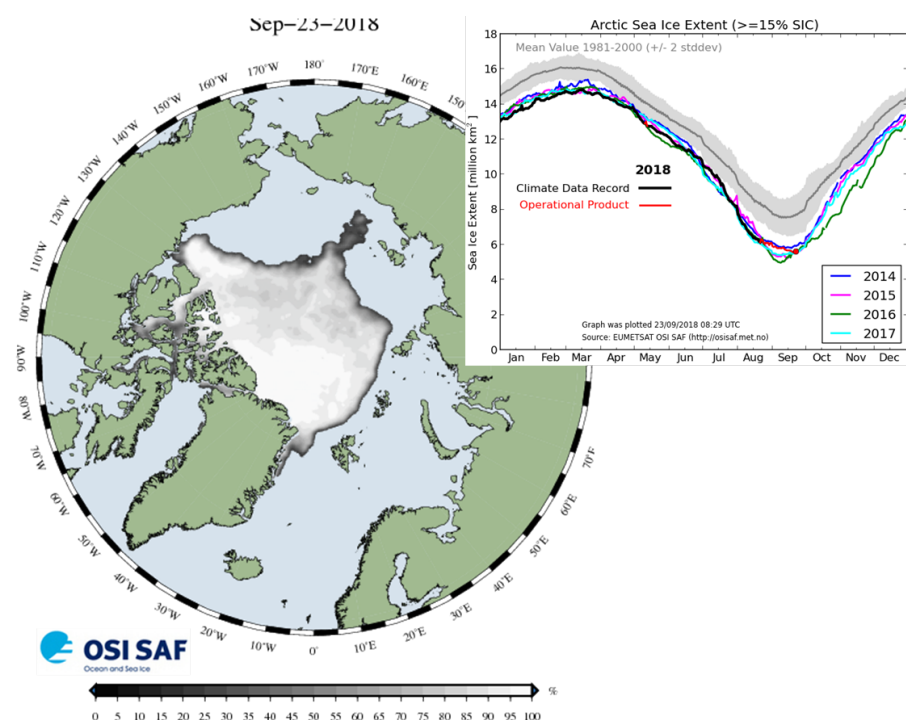 Sep–23–2018
180°
170°W
170°E
160°W
160°E
150°W
150
140°W
130°W
120°W
110°W
100°W
90°W
80°W
70°W
60°W
50°W
40°W
30°W
20°W
10°W
0°
10°E
20°E
30°E
40°E
50°E
60°E
70°E
Arctic Sea Ice Extent (>=15% SIC)
Mean Value 1981-2000 (+/- 2 stddev)
Sea Ice Extent [million km²]
18
16
14
12
10
8
6
4
2
0
2018
Climate Data Record
Operational Product
2014
2015
2016
2017
Graph was plotted 23/09/2018 08:29 UTC
Source: EUMETSAT OSI SAF (http://osisaf.met.no)
Jan Feb Mar Apr May Jun Jul Aug Sep Oct Nov Dec
OSI SAF
Ocean and Sea Ice
%
0 5 10 15 20 25 30 35 40 45 50 55 60 65 70 75 80 85 90 95 100